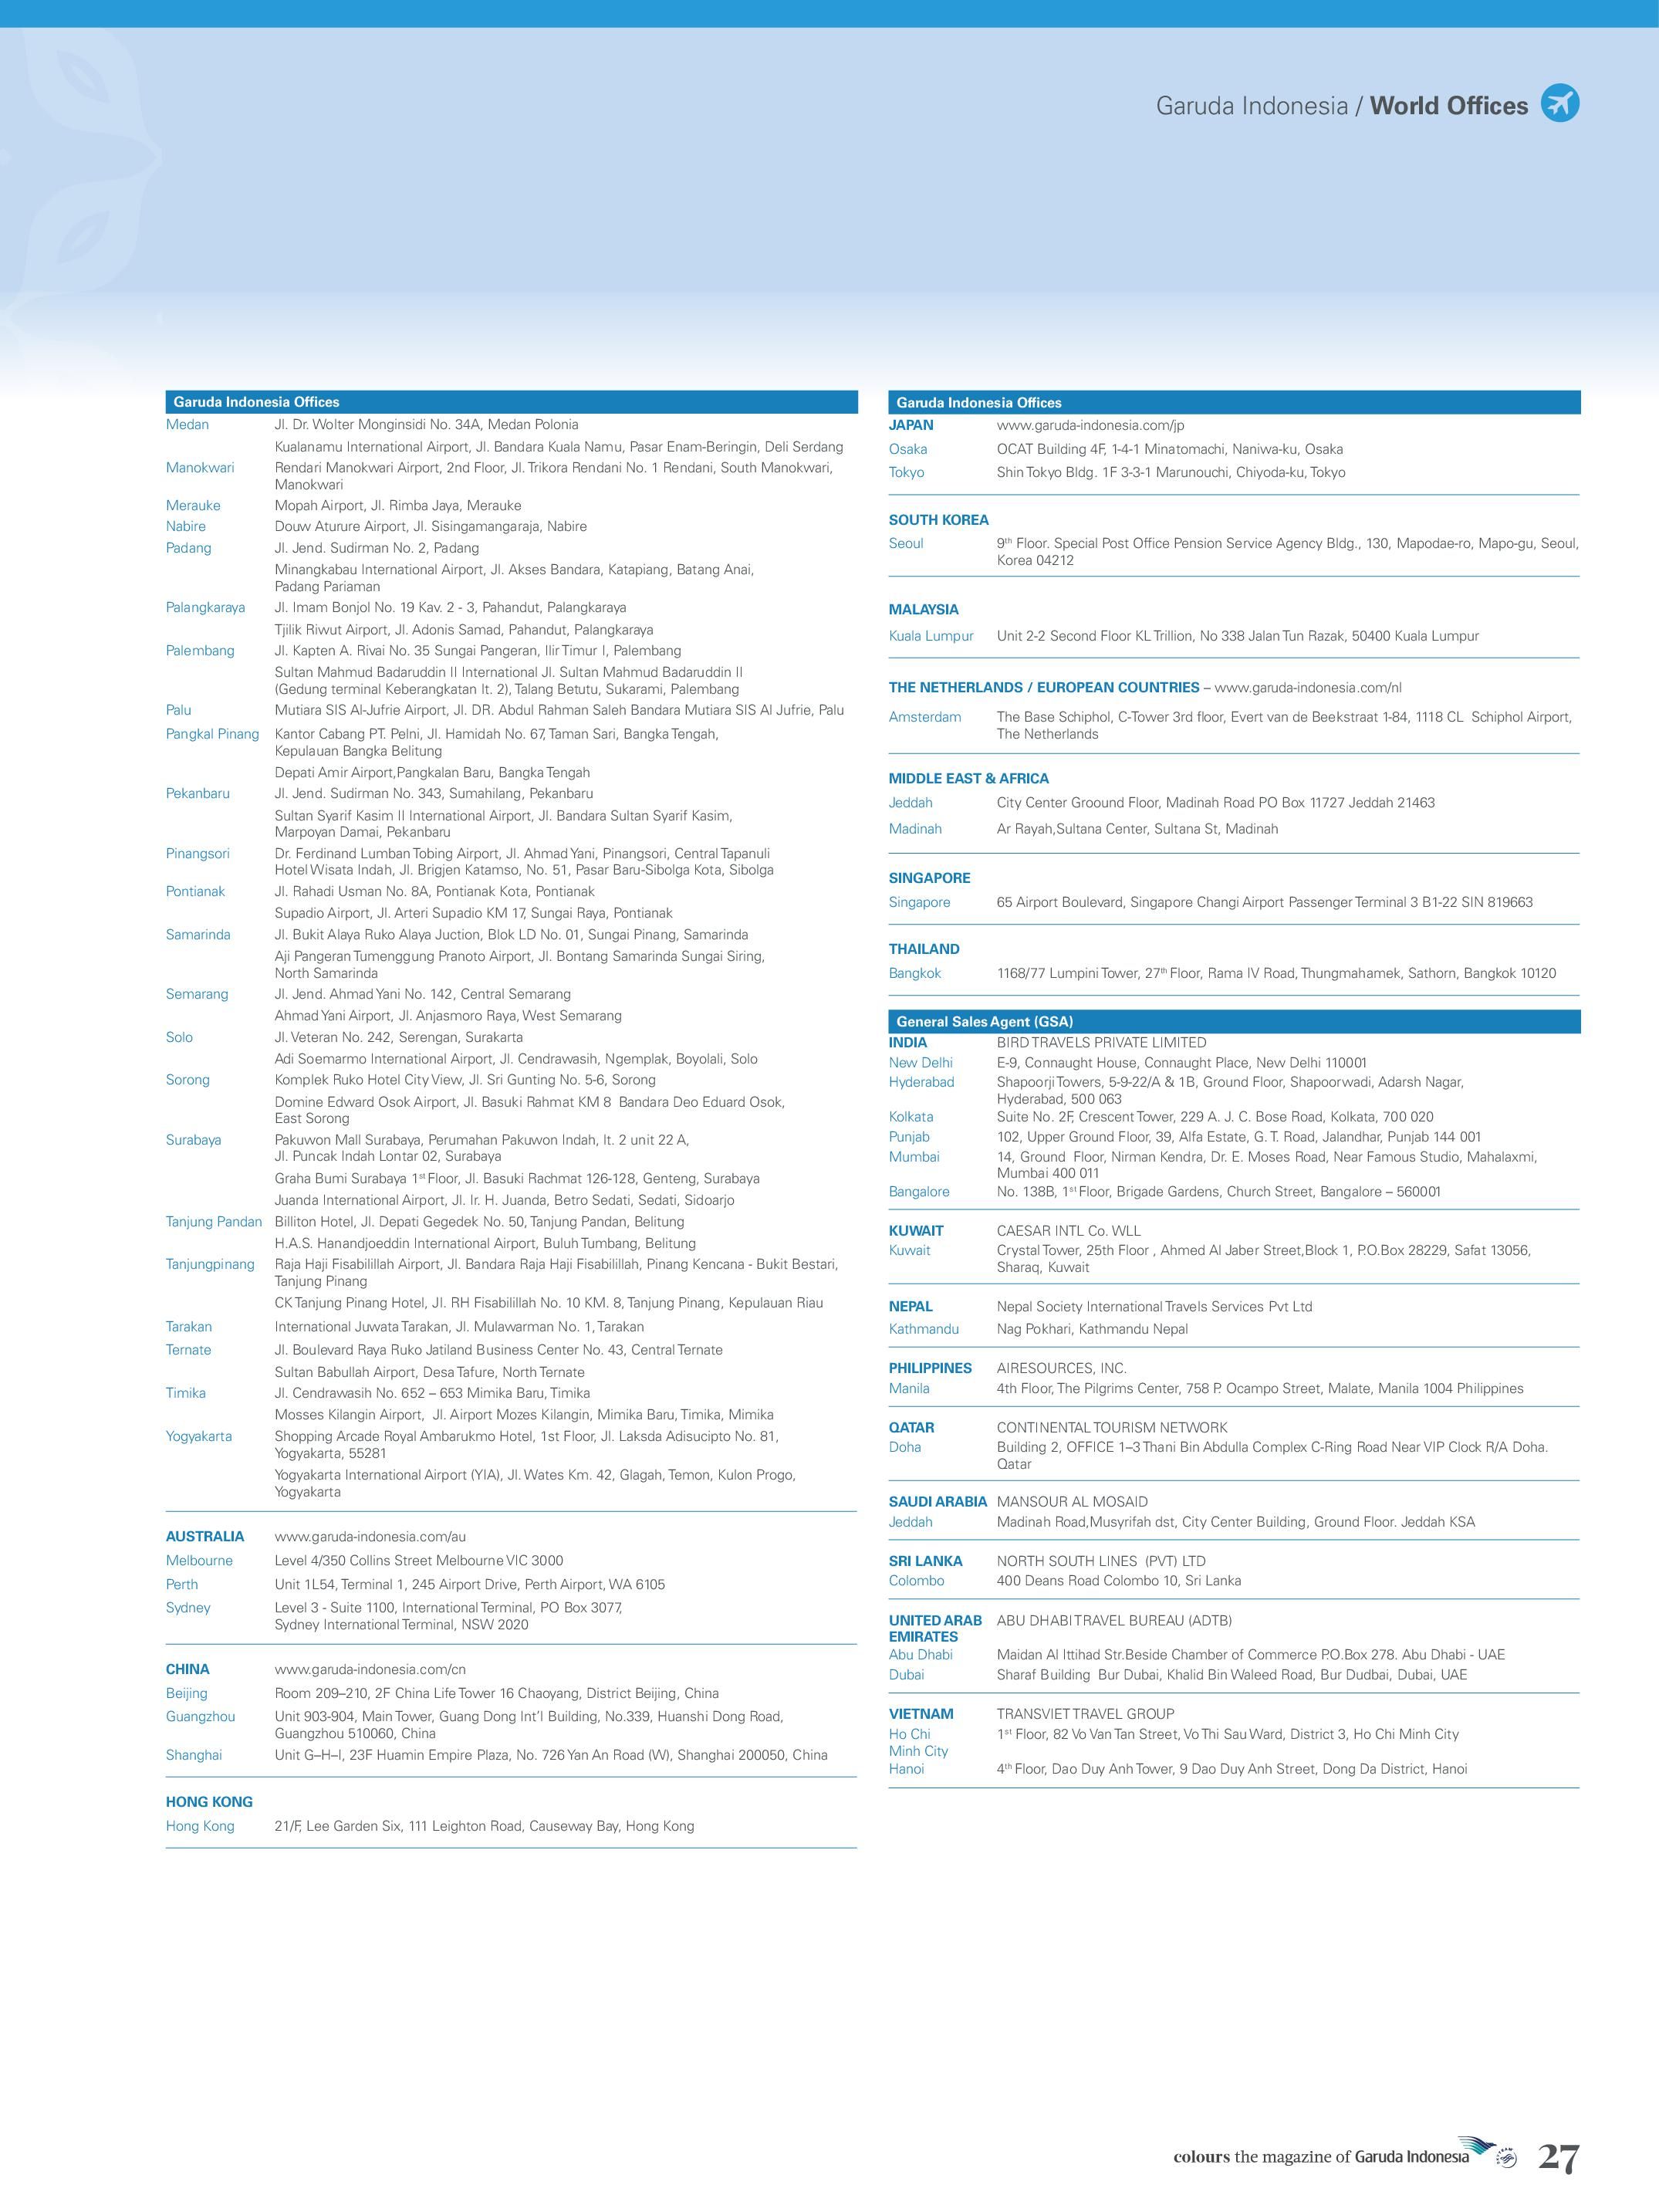 Garuda Indonesia / World Offices
Garuda Indonesia Offices
Medan Jl. Dr. Wolter Monginsidi No. 34A, Medan Polonia
Kualanamu International Airport, Jl. Bandara Kuala Namu, Pasar Enam-Beringin, Deli Serdang
Manokwari Rendari Manokwari Airport, 2nd Floor, Jl. Trikora Rendani No. 1 Rendani, South Manokwari,
Manokwari
Merauke Mopah Airport, Jl. Rimba Jaya, Merauke
Nabire Douw Aturure Airport, Jl. Sisingamangaraja, Nabire
Padang Jl. Jend. Sudirman No. 2, Padang
Minangkabau International Airport, Jl. Akses Bandara, Katapiang, Batang Anai,
Padang Pariaman
Palangkaraya Jl. Imam Bonjol No. 19 Kav. 2 - 3, Pahandut, Palangkaraya
Tjilik Riwut Airport, Jl. Adonis Samad, Pahandut, Palangkaraya
Palembang Jl. Kapten A. Rivai No. 35 Sungai Pangeran, Ilir Timur I, Palembang
Sultan Mahmud Badaruddin II International Jl. Sultan Mahmud Badaruddin II
(Gedung terminal Keberangkatan lt. 2), Talang Betutu, Sukarami, Palembang
Palu Mutiara SIS Al-Jufrie Airport, Jl. DR. Abdul Rahman Saleh Bandara Mutiara SIS Al Jufrie, Palu
Pangkal Pinang Kantor Cabang PT. Pelni, Jl. Hamidah No. 67, Taman Sari, Bangka Tengah,
Kepulauan Bangka Belitung
Depati Amir Airport,Pangkalan Baru, Bangka Tengah
Pekanbaru Jl. Jend. Sudirman No. 343, Sumahilang, Pekanbaru
Sultan Syarif Kasim II International Airport, Jl. Bandara Sultan Syarif Kasim,
Marpoyan Damai, Pekanbaru
Pinangsori Dr. Ferdinand Lumban Tobing Airport, Jl. Ahmad Yani, Pinangsori, Central Tapanuli
Hotel Wisata Indah, Jl. Brigjen Katamso, No. 51, Pasar Baru-Sibolga Kota, Sibolga
Pontianak Jl. Rahadi Usman No. 8A, Pontianak Kota, Pontianak
Supadio Airport, Jl. Arteri Supadio KM 17, Sungai Raya, Pontianak
Samarinda Jl. Bukit Alaya Ruko Alaya Juction, Blok LD No. 01, Sungai Pinang, Samarinda
Aji Pangeran Tumenggung Pranoto Airport, Jl. Bontang Samarinda Sungai Siring,
North Samarinda
Semarang Jl. Jend. Ahmad Yani No. 142, Central Semarang
Ahmad Yani Airport, Jl. Anjasmoro Raya, West Semarang
Solo Jl. Veteran No. 242, Serengan, Surakarta
Adi Soemarmo International Airport, Jl. Cendrawasih, Ngemplak, Boyolali, Solo
Sorong Komplek Ruko Hotel City View, Jl. Sri Gunting No. 5-6, Sorong
Domine Edward Osok Airport, Jl. Basuki Rahmat KM 8 Bandara Deo Eduard Osok,
East Sorong
Surabaya Pakuwon Mall Surabaya, Perumahan Pakuwon Indah, lt. 2 unit 22 A,
Jl. Puncak Indah Lontar 02, Surabaya
Graha Bumi Surabaya 1st Floor, Jl. Basuki Rachmat 126-128, Genteng, Surabaya
Juanda International Airport, Jl. Ir. H. Juanda, Betro Sedati, Sedati, Sidoarjo
Tanjung Pandan Billiton Hotel, Jl. Depati Gegedek No. 50, Tanjung Pandan, Belitung
H.A.S. Hanandjoeddin International Airport, Buluh Tumbang, Belitung
Tanjungpinang Raja Haji Fisabilillah Airport, Jl. Bandara Raja Haji Fisabilillah, Pinang Kencana - Bukit Bestari,
Tanjung Pinang
CK Tanjung Pinang Hotel, Jl. RH Fisabilillah No. 10 KM. 8, Tanjung Pinang, Kepulauan Riau
Tarakan International Juwata Tarakan, Jl. Mulawarman No. 1, Tarakan
Ternate Jl. Boulevard Raya Ruko Jatiland Business Center No. 43, Central Ternate
Sultan Babullah Airport, Desa Tafure, North Ternate
Timika Jl. Cendrawasih No. 652 – 653 Mimika Baru, Timika
Mosses Kilangin Airport, Jl. Airport Mozes Kilangin, Mimika Baru, Timika, Mimika
Yogyakarta Shopping Arcade Royal Ambarukmo Hotel, 1st Floor, Jl. Laksda Adisucipto No. 81,
Yogyakarta, 55281
Yogyakarta International Airport (YIA), Jl. Wates Km. 42, Glagah, Temon, Kulon Progo,
Yogyakarta
AUSTRALIA www.garuda-indonesia.com/au
Melbourne Level 4/350 Collins Street Melbourne VIC 3000
Perth Unit 1L54, Terminal 1, 245 Airport Drive, Perth Airport, WA 6105
Sydney Level 3 - Suite 1100, International Terminal, PO Box 3077,
Sydney International Terminal, NSW 2020
CHINA www.garuda-indonesia.com/cn
Beijing Room 209–210, 2F China Life Tower 16 Chaoyang, District Beijing, China
Guangzhou Unit 903-904, Main Tower, Guang Dong Int’l Building, No.339, Huanshi Dong Road,
Guangzhou 510060, China
Shanghai Unit G–H–I, 23F Huamin Empire Plaza, No. 726 Yan An Road (W), Shanghai 200050, China
HONG KONG
Hong Kong 21/F, Lee Garden Six, 111 Leighton Road, Causeway Bay, Hong Kong
Garuda Indonesia Offices
JAPAN www.garuda-indonesia.com/jp
Osaka OCAT Building 4F, 1-4-1 Minatomachi, Naniwa-ku, Osaka
Tokyo Shin Tokyo Bldg. 1F 3-3-1 Marunouchi, Chiyoda-ku, Tokyo
SOUTH KOREA
Seoul 9th Floor. Special Post Office Pension Service Agency Bldg., 130, Mapodae-ro, Mapo-gu, Seoul,
Korea 04212
MALAYSIA
Kuala Lumpur Unit 2-2 Second Floor KL Trillion, No 338 Jalan Tun Razak, 50400 Kuala Lumpur
THE NETHERLANDS / EUROPEAN COUNTRIES – www.garuda-indonesia.com/nl
Amsterdam The Base Schiphol, C-Tower 3rd floor, Evert van de Beekstraat 1-84, 1118 CL Schiphol Airport,
The Netherlands
MIDDLE EAST & AFRICA
Jeddah City Center Groound Floor, Madinah Road PO Box 11727 Jeddah 21463
Madinah Ar Rayah,Sultana Center, Sultana St, Madinah
SINGAPORE
Singapore 65 Airport Boulevard, Singapore Changi Airport Passenger Terminal 3 B1-22 SIN 819663
THAILAND
Bangkok 1168/77 Lumpini Tower, 27th Floor, Rama IV Road, Thungmahamek, Sathorn, Bangkok 10120
General Sales Agent (GSA)
INDIA BIRD TRAVELS PRIVATE LIMITED
New Delhi E-9, Connaught House, Connaught Place, New Delhi 110001
Hyderabad Shapoorji Towers, 5-9-22/A & 1B, Ground Floor, Shapoorwadi, Adarsh Nagar,
Hyderabad, 500 063
Kolkata Suite No. 2F, Crescent Tower, 229 A. J. C. Bose Road, Kolkata, 700 020
Punjab 102, Upper Ground Floor, 39, Alfa Estate, G. T. Road, Jalandhar, Punjab 144 001
Mumbai 14, Ground Floor, Nirman Kendra, Dr. E. Moses Road, Near Famous Studio, Mahalaxmi,
Mumbai 400 011
Bangalore No. 138B, 1st Floor, Brigade Gardens, Church Street, Bangalore – 560001
KUWAIT CAESAR INTL Co. WLL
Kuwait Crystal Tower, 25th Floor , Ahmed Al Jaber Street,Block 1, P.O.Box 28229, Safat 13056,
Sharaq, Kuwait
NEPAL Nepal Society International Travels Services Pvt Ltd
Kathmandu Nag Pokhari, Kathmandu Nepal
PHILIPPINES AIRESOURCES, INC.
Manila 4th Floor, The Pilgrims Center, 758 P. Ocampo Street, Malate, Manila 1004 Philippines
QATAR CONTINENTAL TOURISM NETWORK
Doha Building 2, OFFICE 1–3 Thani Bin Abdulla Complex C-Ring Road Near VIP Clock R/A Doha.
Qatar
SAUDI ARABIA MANSOUR AL MOSAID
Jeddah Madinah Road,Musyrifah dst, City Center Building, Ground Floor. Jeddah KSA
SRI LANKA NORTH SOUTH LINES (PVT) LTD
Colombo 400 Deans Road Colombo 10, Sri Lanka
UNITED ARAB ABU DHABI TRAVEL BUREAU (ADTB)
EMIRATES
Abu Dhabi Maidan Al Ittihad Str.Beside Chamber of Commerce P.O.Box 278. Abu Dhabi - UAE
Dubai Sharaf Building Bur Dubai, Khalid Bin Waleed Road, Bur Dudbai, Dubai, UAE
VIETNAM TRANSVIET TRAVEL GROUP
Ho Chi 1st Floor, 82 Vo Van Tan Street, Vo Thi Sau Ward, District 3, Ho Chi Minh City
Minh City
Hanoi 4th Floor, Dao Duy Anh Tower, 9 Dao Duy Anh Street, Dong Da District, Hanoi
colours the magazine of Garuda Indonesia 27